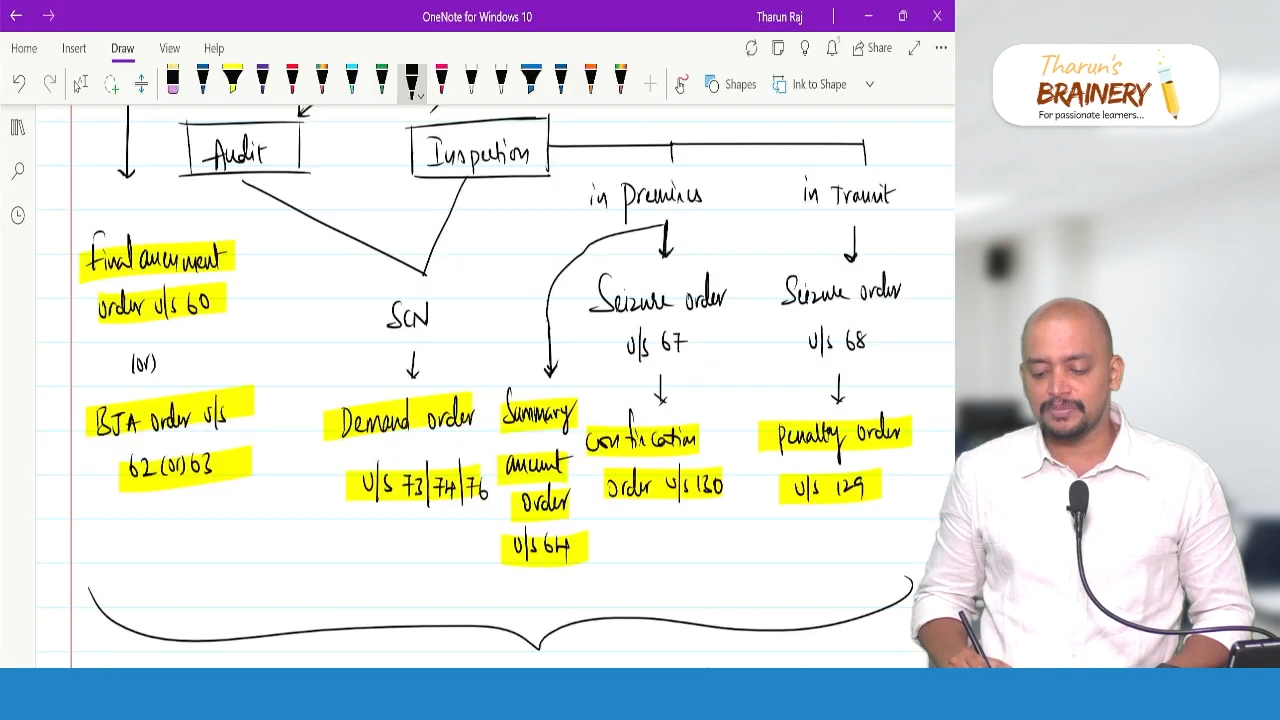 OneNote for Windows 10
Tharun Raj
Home Insert Draw View Help
Share
Shapes
Ink to Shape
Tharun's
BRAINERY
For passionate learners...
Audit
Inspection
in Premises
in Transit
Final assessment
order u/s 60
(or)
BJA order u/s
62 (or) 63
SCN
Demand order
u/s 73/74/76
Summary
assessment
order
u/s 64
Seizure order
u/s 67
Confiscation
order u/s 130
Seizure order
u/s 68
Penalty order
u/s 129